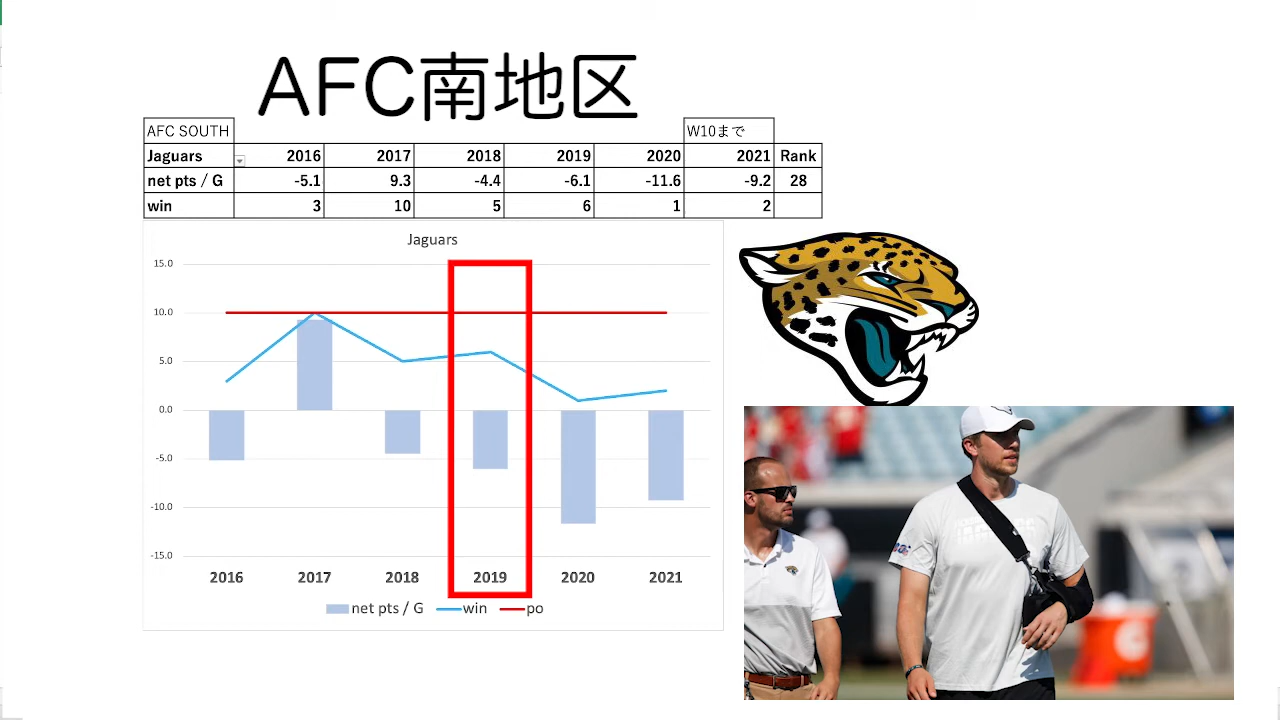 AFC南地区
AFC SOUTH W10まで
Jaguars 2016 2017 2018 2019 2020 2021 Rank
net pts / G -5.1 9.3 -4.4 -6.1 -11.6 -9.2 28
win 3 10 5 6 1 2
Jaguars
15.0
10.0
5.0
0.0
-5.0
-10.0
-15.0
2016 2017 2018 2019 2020 2021
net pts / G win po